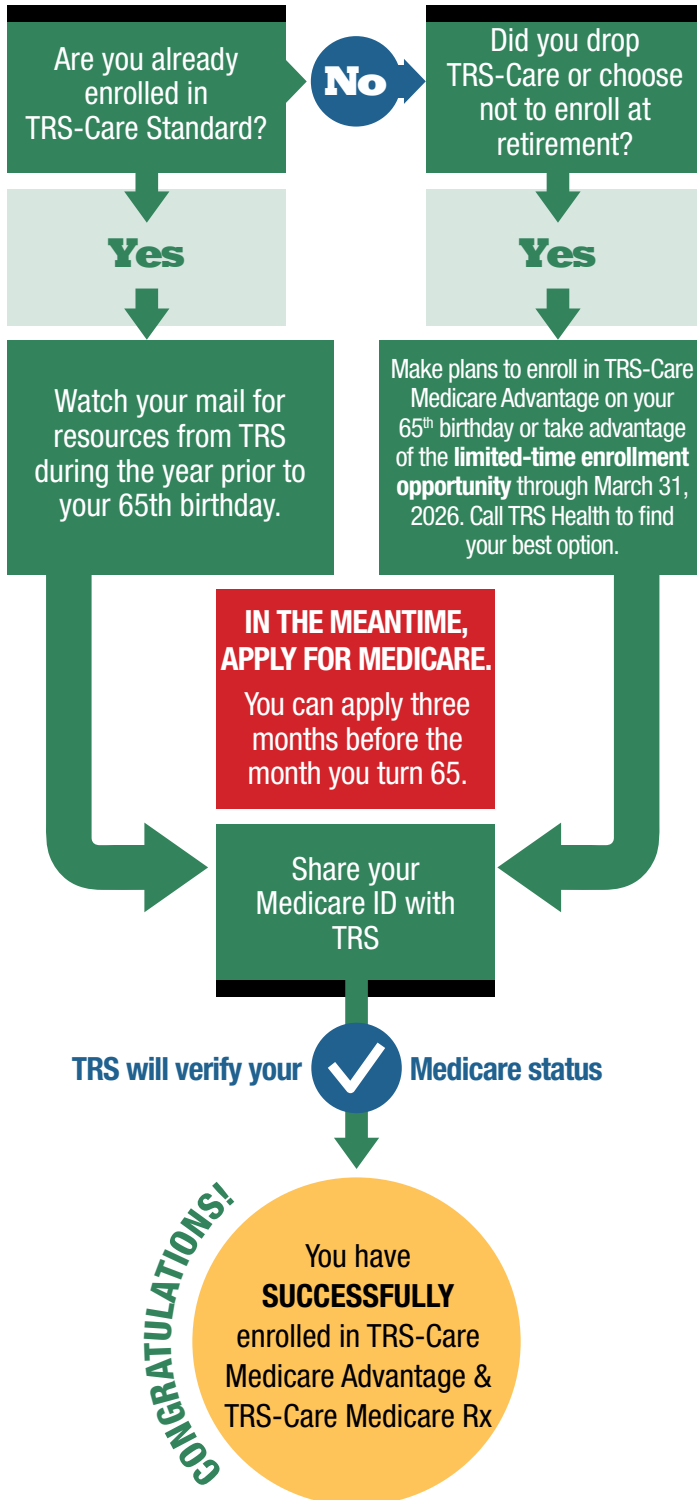 Are you already
enrolled in
TRS-Care Standard?
No
Did you drop
TRS-Care or choose
not to enroll at
retirement?
Yes
Yes
Watch your mail for
resources from TRS
during the year prior to
your 65th birthday.
Make plans to enroll in TRS-Care
Medicare Advantage on your
65th birthday or take advantage
of the limited-time enrollment
opportunity through March 31,
2026. Call TRS Health to find
your best option.
IN THE MEANTIME,
APPLY FOR MEDICARE.
You can apply three
months before the
month you turn 65.
Share your
Medicare ID with
TRS
TRS will verify your Medicare status
CONGRATULATIONS!
You have
SUCCESSFULLY
enrolled in TRS-Care
Medicare Advantage &
TRS-Care Medicare Rx